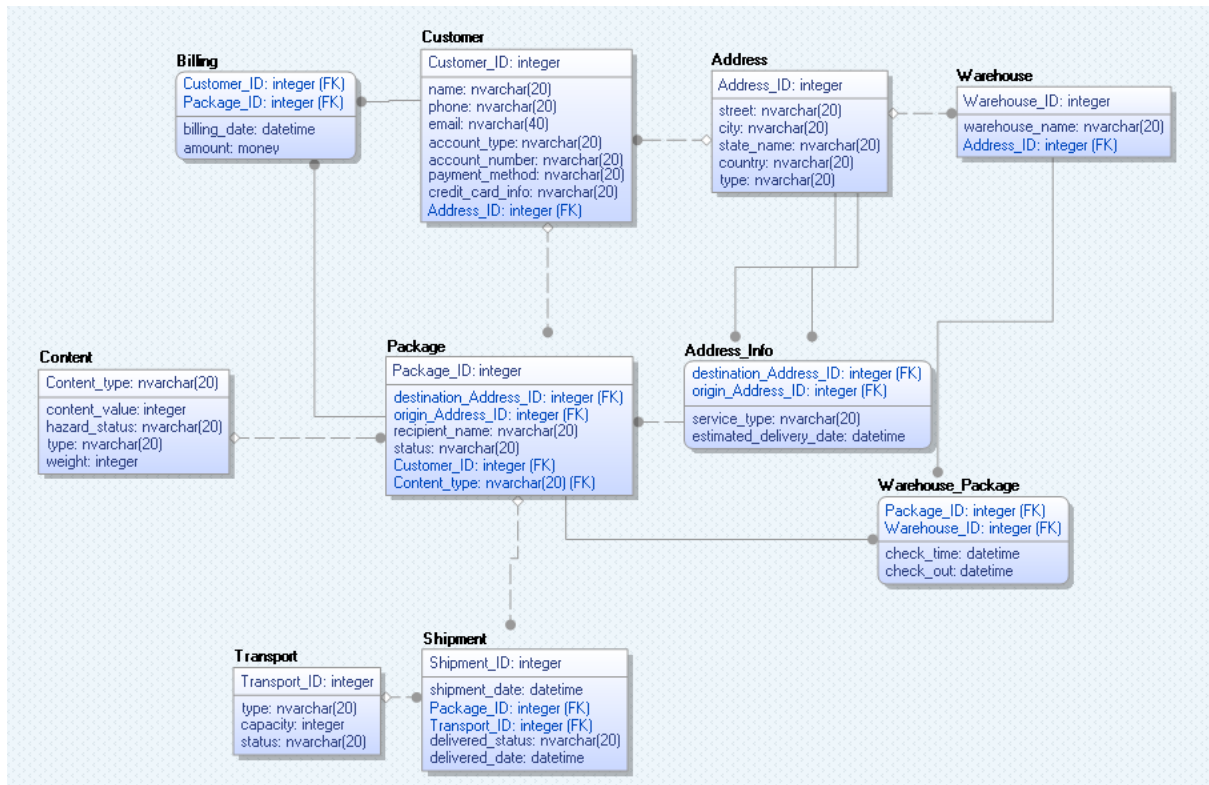 Billing
Customer_ID: integer (FK)
Package_ID: integer (FK)
billing_date: datetime
amount: money
Customer
Customer_ID: integer
name: nvarchar(20)
phone: nvarchar(20)
email: nvarchar(40)
account_type: nvarchar(20)
account_number: nvarchar(20)
payment_method: nvarchar(20)
credit_card_info: nvarchar(20)
Address_ID: integer (FK)
Address
Address_ID: integer
street: nvarchar(20)
city: nvarchar(20)
state_name: nvarchar(20)
country: nvarchar(20)
type: nvarchar(20)
Warehouse
Warehouse_ID: integer
warehouse_name: nvarchar(20)
Address_ID: integer (FK)
Content
Content_type: nvarchar(20)
content_value: integer
hazard_status: nvarchar(20)
type: nvarchar(20)
weight: integer
Package
Package_ID: integer
destination_Address_ID: integer (FK)
origin_Address_ID: integer (FK)
recipient_name: nvarchar(20)
status: nvarchar(20)
Customer_ID: integer (FK)
Content_type: nvarchar(20) (FK)
Address_Info
destination_Address_ID: integer (FK)
origin_Address_ID: integer (FK)
service_type: nvarchar(20)
estimated_delivery_date: datetime
Warehouse_Package
Package_ID: integer (FK)
Warehouse_ID: integer (FK)
check_time: datetime
check_out: datetime
Transport
Transport_ID: integer
type: nvarchar(20)
capacity: integer
status: nvarchar(20)
Shipment
Shipment_ID: integer
shipment_date: datetime
Package_ID: integer (FK)
Transport_ID: integer (FK)
delivered_status: nvarchar(20)
delivered_date: datetime